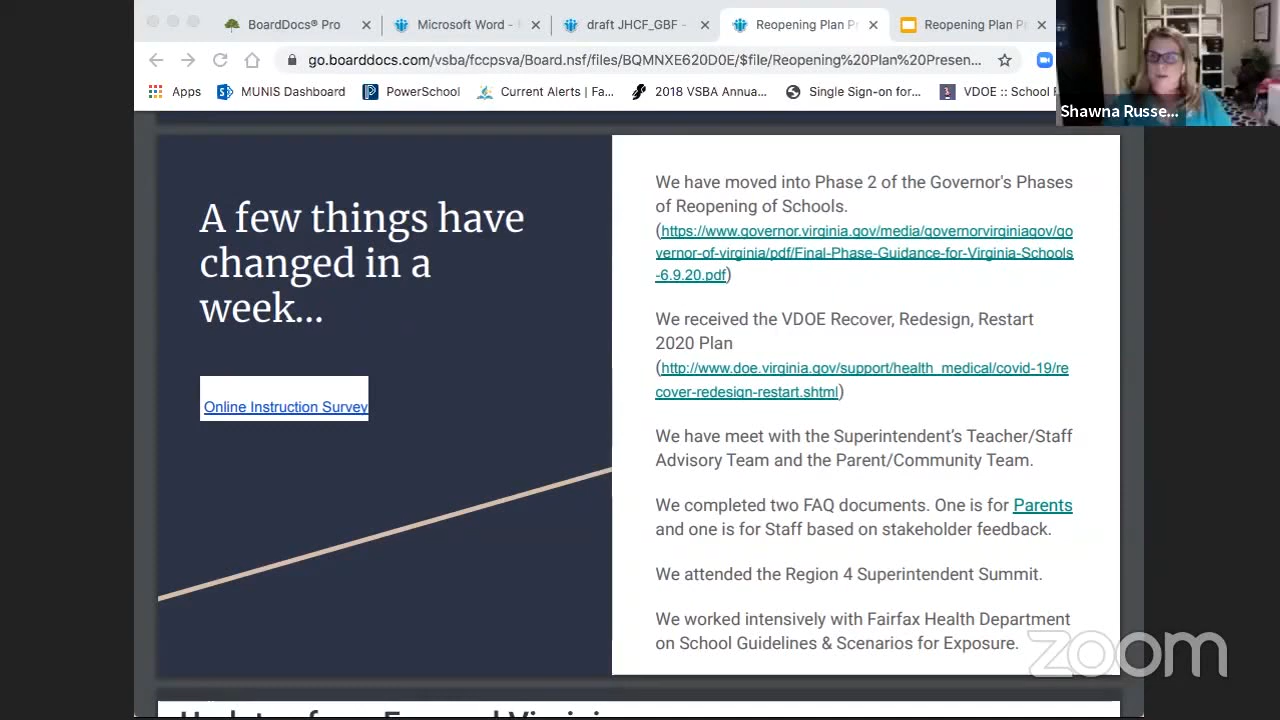 BoardDocs® Pro
Microsoft Word -
draft JHCF_GBF -
Reopening Plan Pr
Reopening Plan Pr
go.boarddocs.com/vsba/fccpsva/Board.nsf/files/BQMNXE620D0E/$file/Reopening%20Plan%20Presen...
Apps
MUNIS Dashboard
PowerSchool
Current Alerts | Fa...
2018 VSBA Annua...
Single Sign-on for...
VDOE :: School
Shawna Russe...
A few things have
changed in a
week...
Online Instruction Survey
We have moved into Phase 2 of the Governor's Phases
of Reopening of Schools.
(https://www.governor.virginia.gov/media/governorvirginiagov/go
vernor-of-virginia/pdf/Final-Phase-Guidance-for-Virginia-Schools
-6.9.20.pdf)
We received the VDOE Recover, Redesign, Restart
2020 Plan
(http://www.doe.virginia.gov/support/health_medical/covid-19/re
cover-redesign-restart.shtml)
We have meet with the Superintendent's Teacher/Staff
Advisory Team and the Parent/Community Team.
We completed two FAQ documents. One is for Parents
and one is for Staff based on stakeholder feedback.
We attended the Region 4 Superintendent Summit.
We worked intensively with Fairfax Health Department
on School Guidelines & Scenarios for Exposure.
zoom